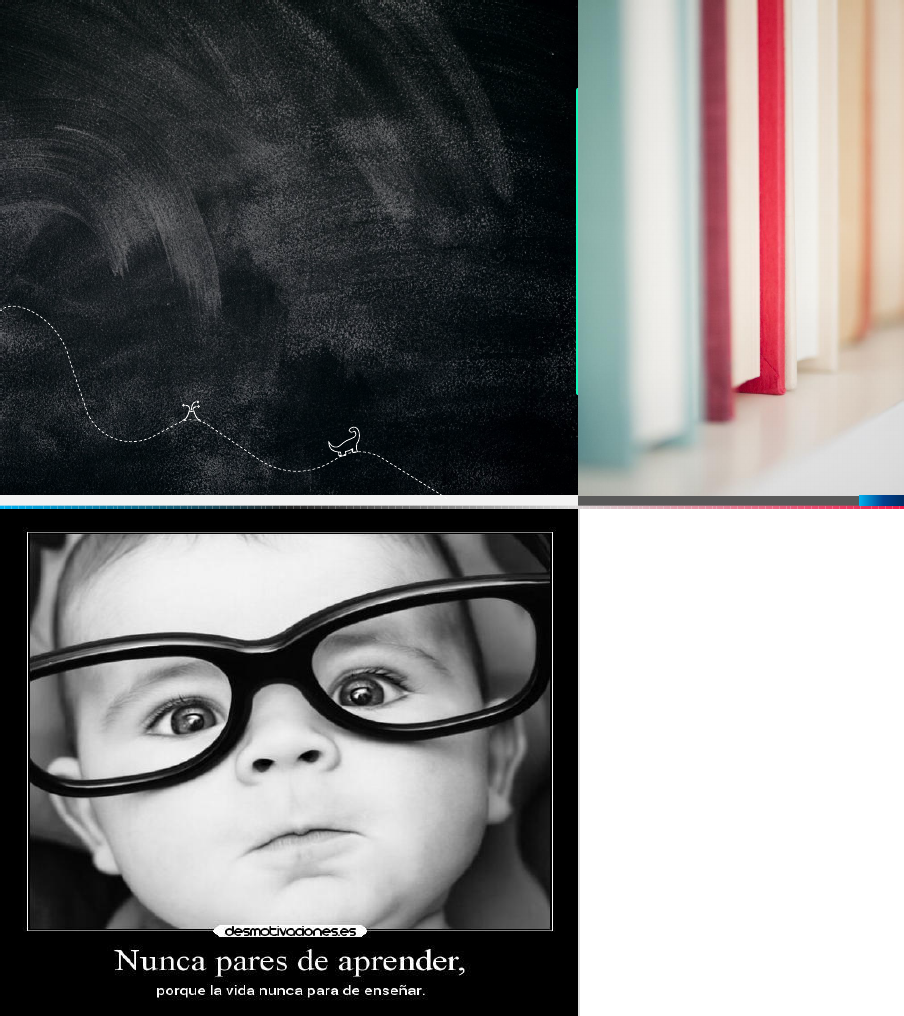 desmotivaciones.es
Nunca pares de aprender,
porque la vida nunca para de enseñar.